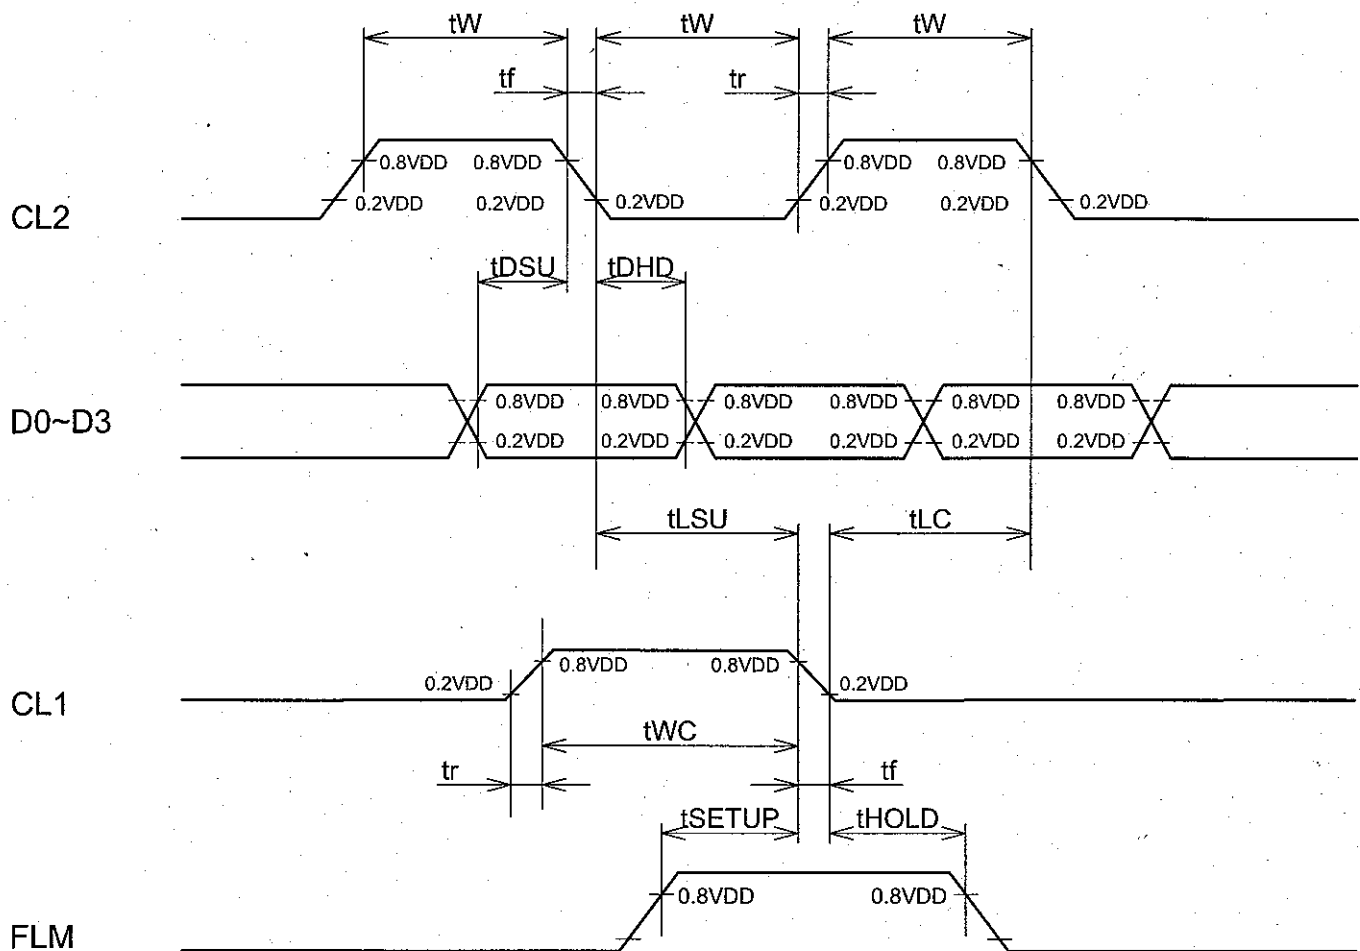 tW tW tW
tf tr
0.8VDD 0.8VDD 0.8VDD 0.8VDD
CL2 0.2VDD 0.2VDD 0.2VDD 0.2VDD 0.2VDD 0.2VDD
tDSU tDHD
0.8VDD 0.8VDD 0.8VDD 0.8VDD 0.8VDD 0.8VDD
D0~D3
0.2VDD 0.2VDD 0.2VDD 0.2VDD 0.2VDD 0.2VDD
tLSU tLC
0.8VDD 0.8VDD
0.2VDD 0.2VDD
CL1
tWC
tr tf
tSETUP tHOLD
0.8VDD 0.8VDD
FLM